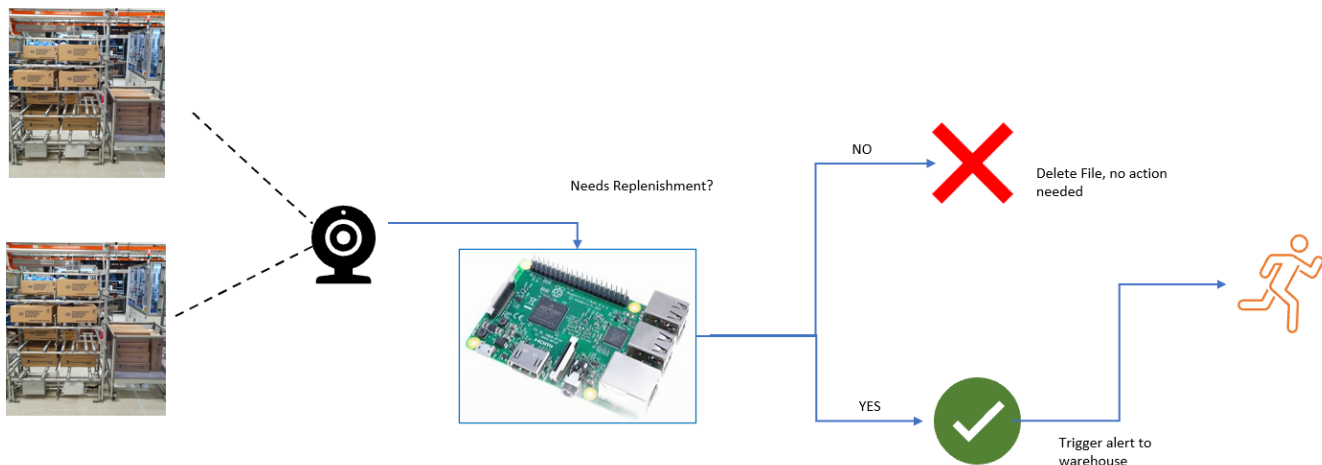 Needs Replenishment?
NO
Delete File, no action
needed
YES
Trigger alert to
warehouse